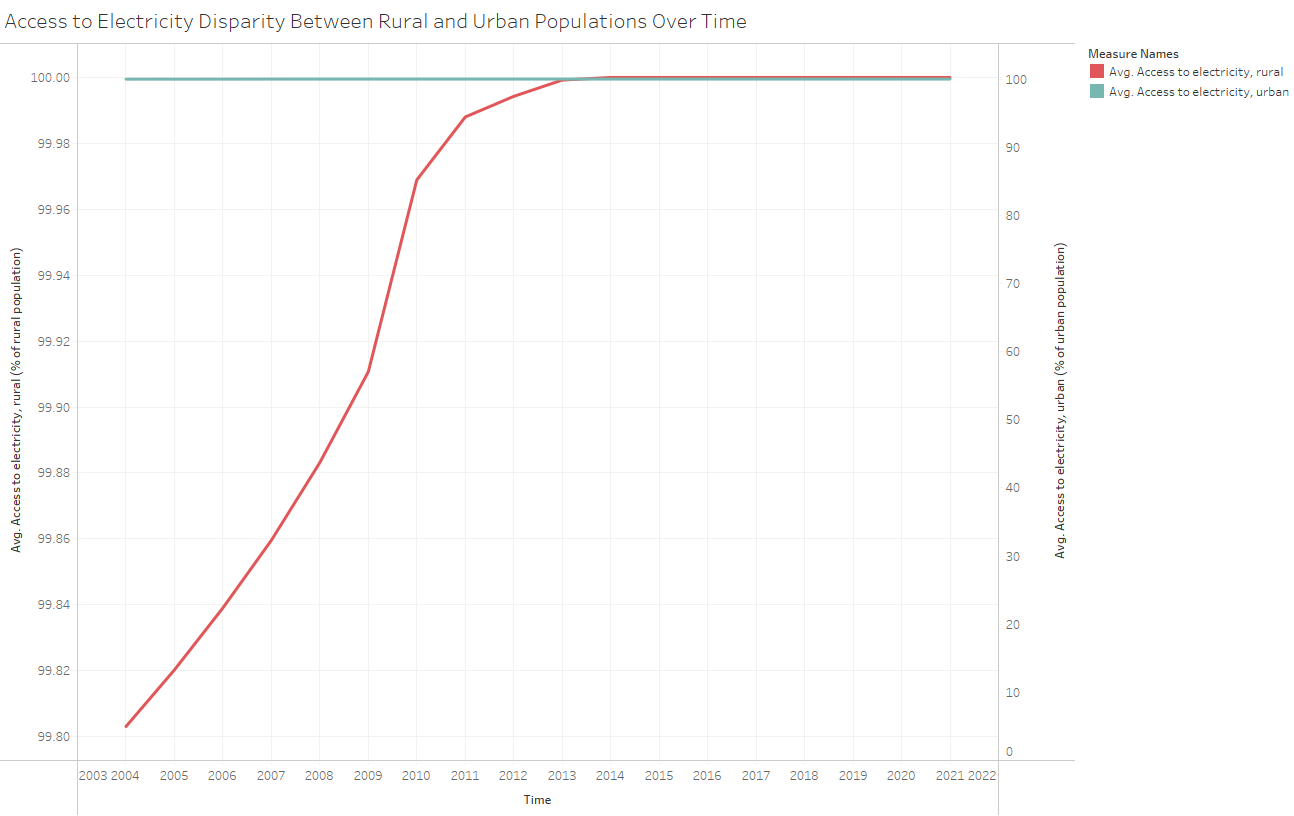 Access to Electricity Disparity Between Rural and Urban Populations Over Time
Measure Names
Avg. Access to electricity, rural
Avg. Access to electricity, urban
Avg. Access to electricity, rural (% of rural population)
100.00
99.98
99.96
99.94
99.92
99.90
99.88
99.86
99.84
99.82
99.80
100
90
80
70
60
50
40
30
20
10
0
Avg. Access to electricity, urban (% of urban population)
2003 2004 2005 2006 2007 2008 2009 2010 2011 2012 2013 2014 2015 2016 2017 2018 2019 2020 2021 2022
Time